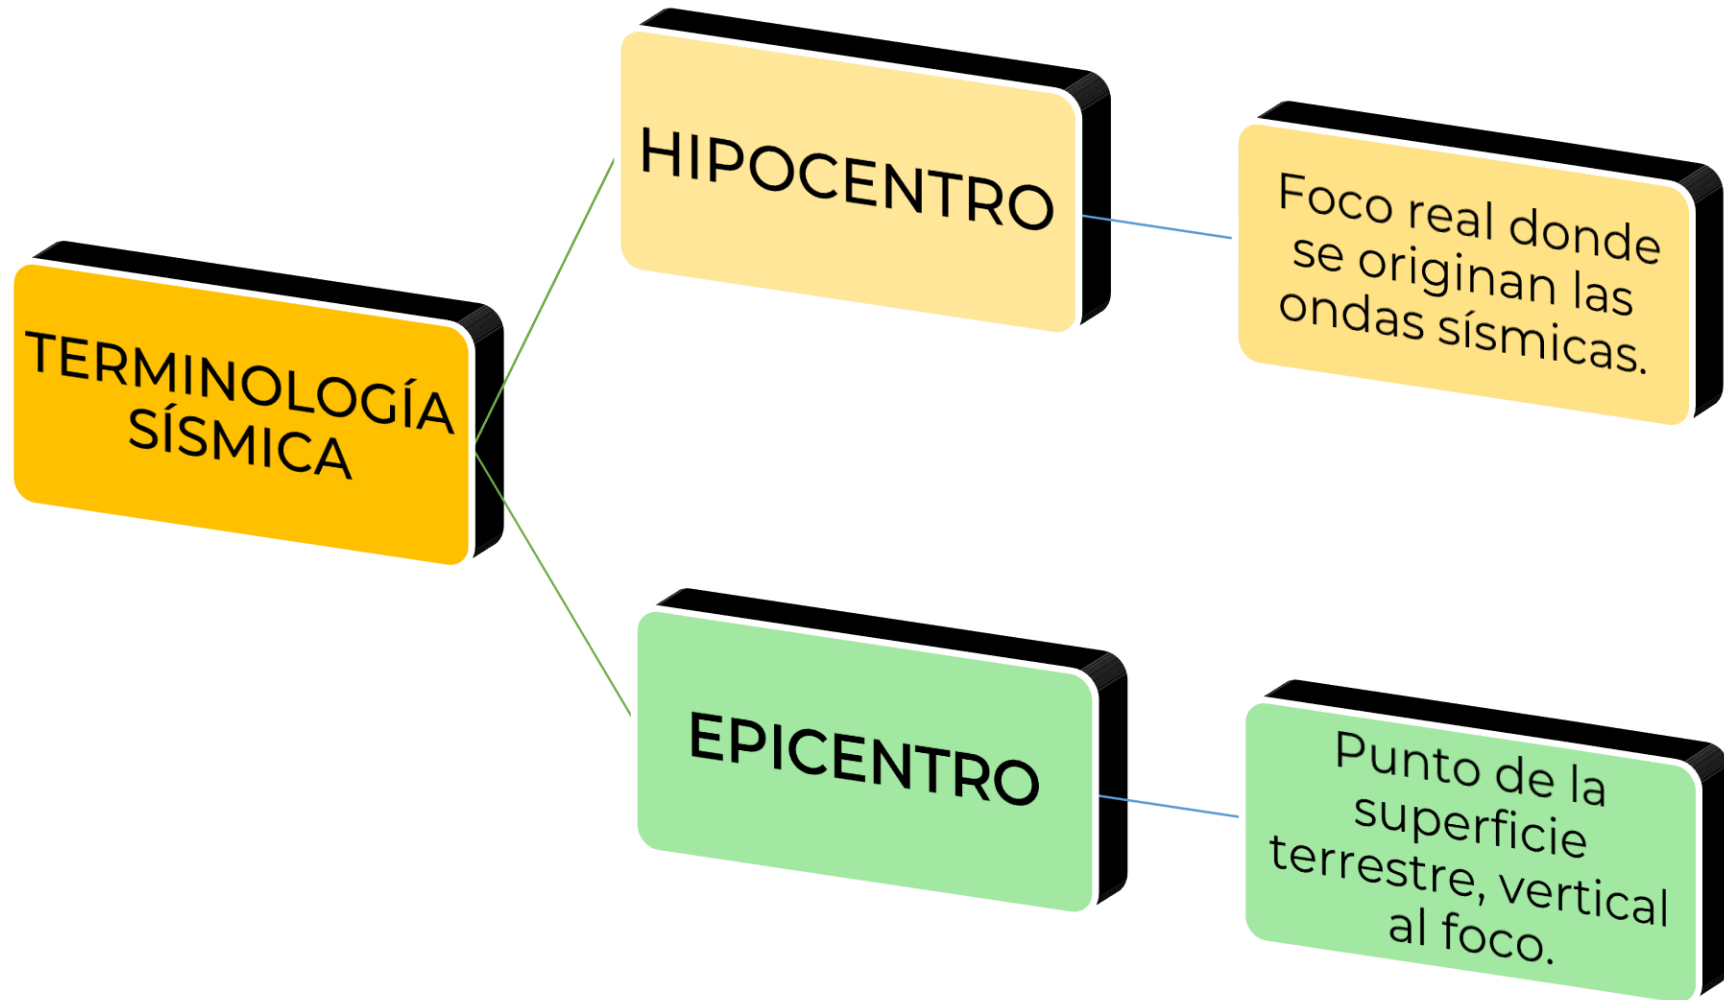 TERMINOLOGÍA
SÍSMICA
HIPOCENTRO
Foco real donde
se originan las
ondas sísmicas.
EPICENTRO
Punto de la
superficie
terrestre, vertical
al foco.